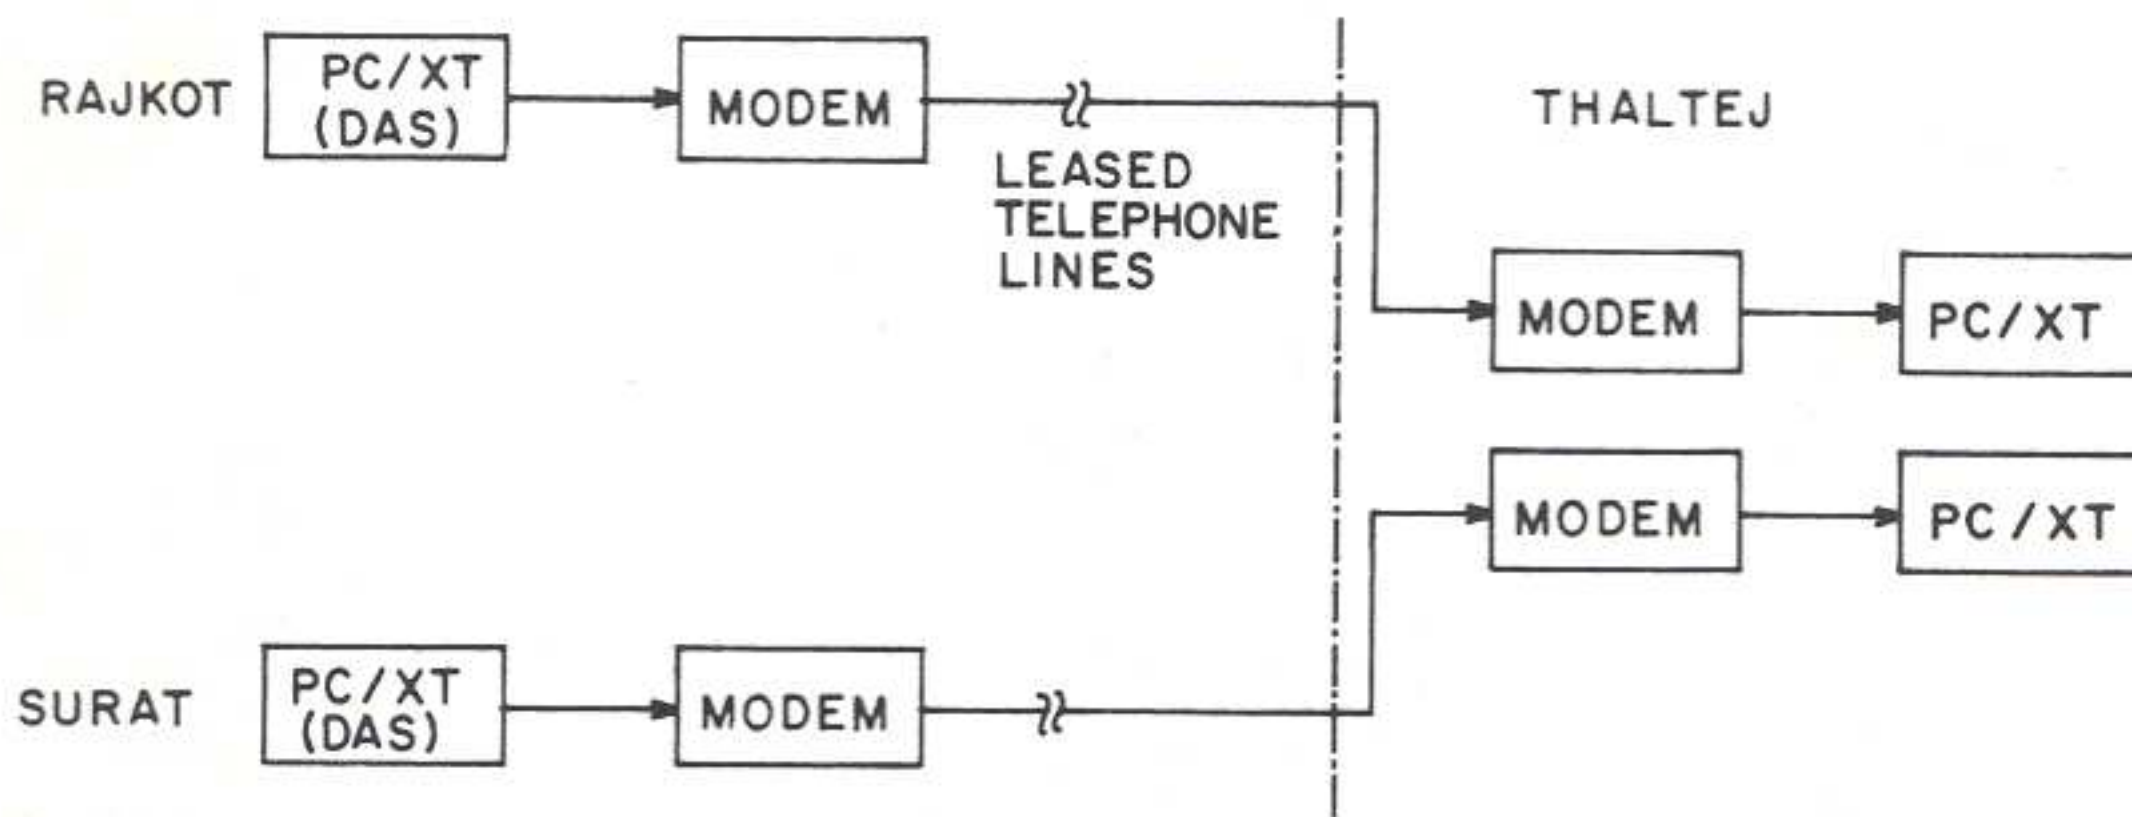 RAJKOT
PC/XT
(DAS)
MODEM
LEASED
TELEPHONE
LINES
THALTEJ
MODEM
PC/XT
MODEM
PC/XT
SURAT
PC/XT
(DAS)
MODEM